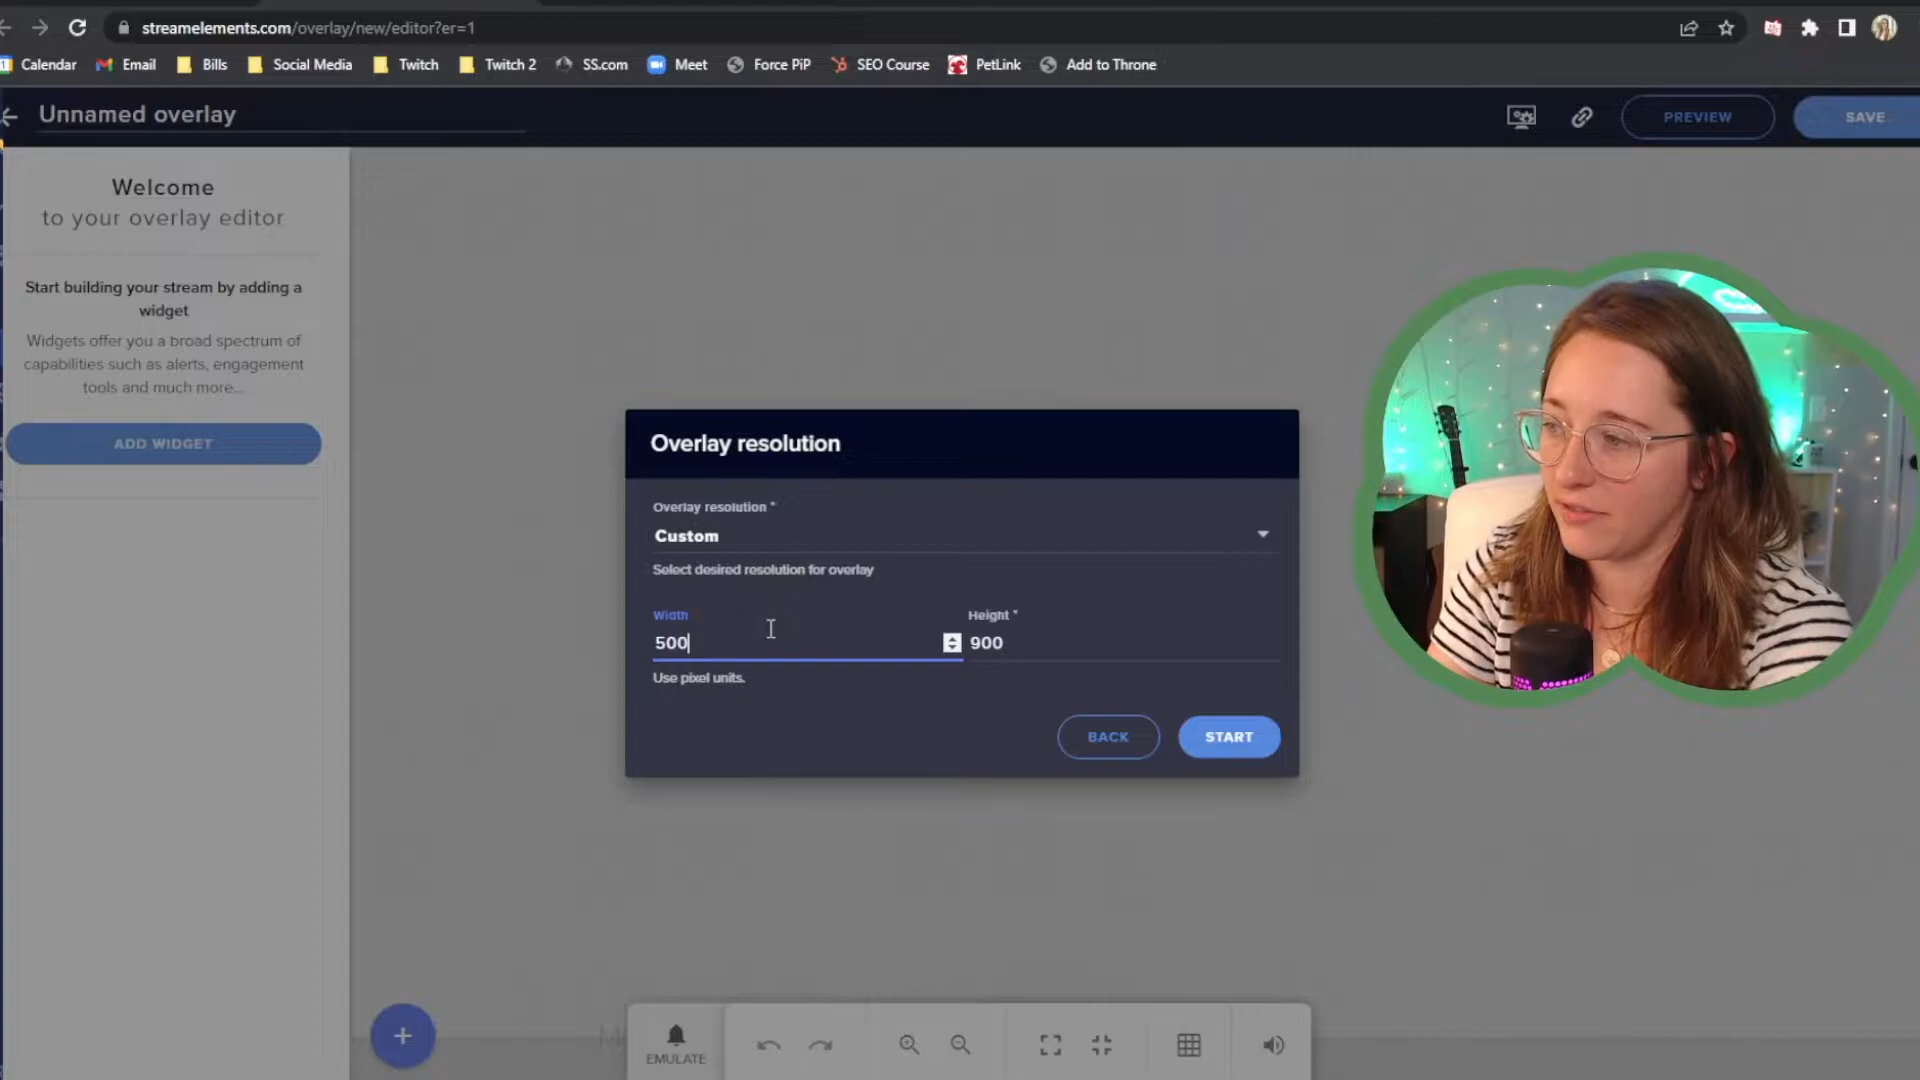 streamelements.com/overlay/new/editor?er=1
Calendar Email Bills Social Media Twitch Twitch 2 SS.com Meet Force PiP SEO Course PetLink Add to Throne
Unnamed overlay
PREVIEW
SAVE
Welcome
to your overlay editor
Start building your stream by adding a
widget
Widgets offer you a broad spectrum of
capabilities such as alerts, engagement
tools and much more...
ADD WIDGET
Overlay resolution
Overlay resolution *
Custom
Select desired resolution for overlay
Width
Height *
500
900
Use pixel units.
BACK
START
EMULATE